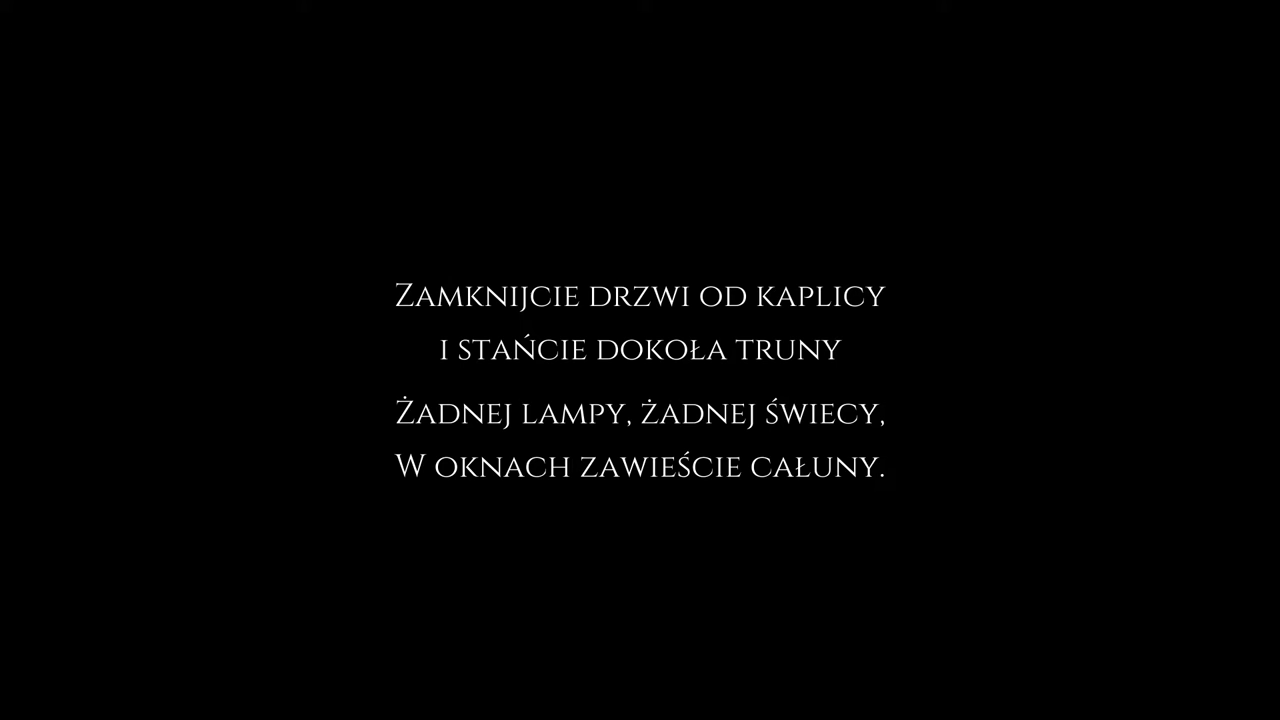 Zamknijcie drzwi od kaplicy
i stańcie dokoła truny
Żadnej lampy, żadnej świecy,
W oknach zawieście całuny.